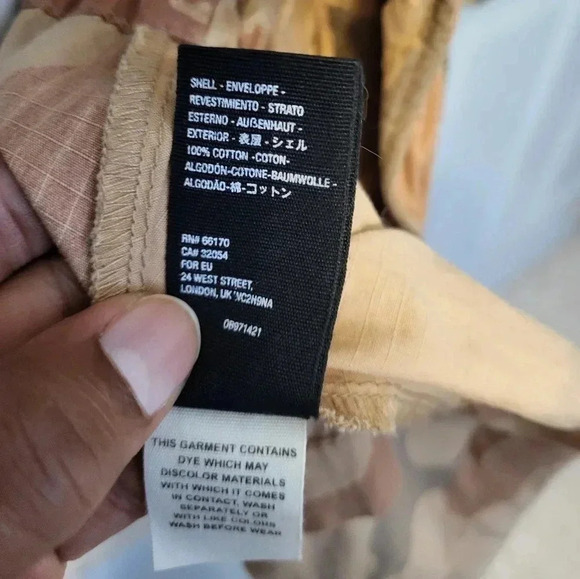 SHELL - ENVELOPPE -
REVESTIMIENTO - STRATO
ESTERNO - AUßENHAUT -
EXTERIOR - 表层 - シェル
100% COTTON -COTON-
ALGODÓN-COTONE-BAUMWOLLE -
ALGODÃO-棉-コットン
RN# 66170
CA# 32054
FOR EU
24 WEST STREET,
LONDON, UK WC2H9NA
08971421
THIS GARMENT CONTAINS
DYE WHICH MAY
DISCOLOR MATERIALS
WITH WHICH IT COMES
IN CONTACT. WASH
SEPARATELY OR
WITH LIKE COLORS
WASH BEFORE WEAR